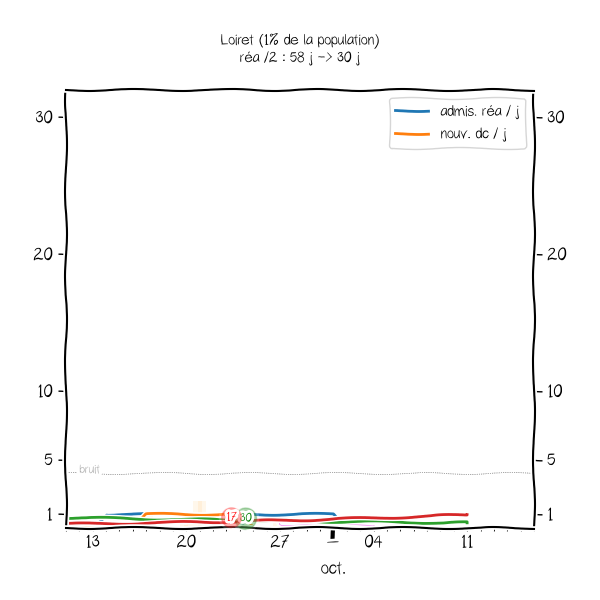 Loiret (1% de la population)
réa /2 : 58 j -> 30 j
admis. réa / j
nouv. dc / j
30
30
20
20
10
10
5
5
bruit
1
17
30
1
13
20
27
04
11
oct.